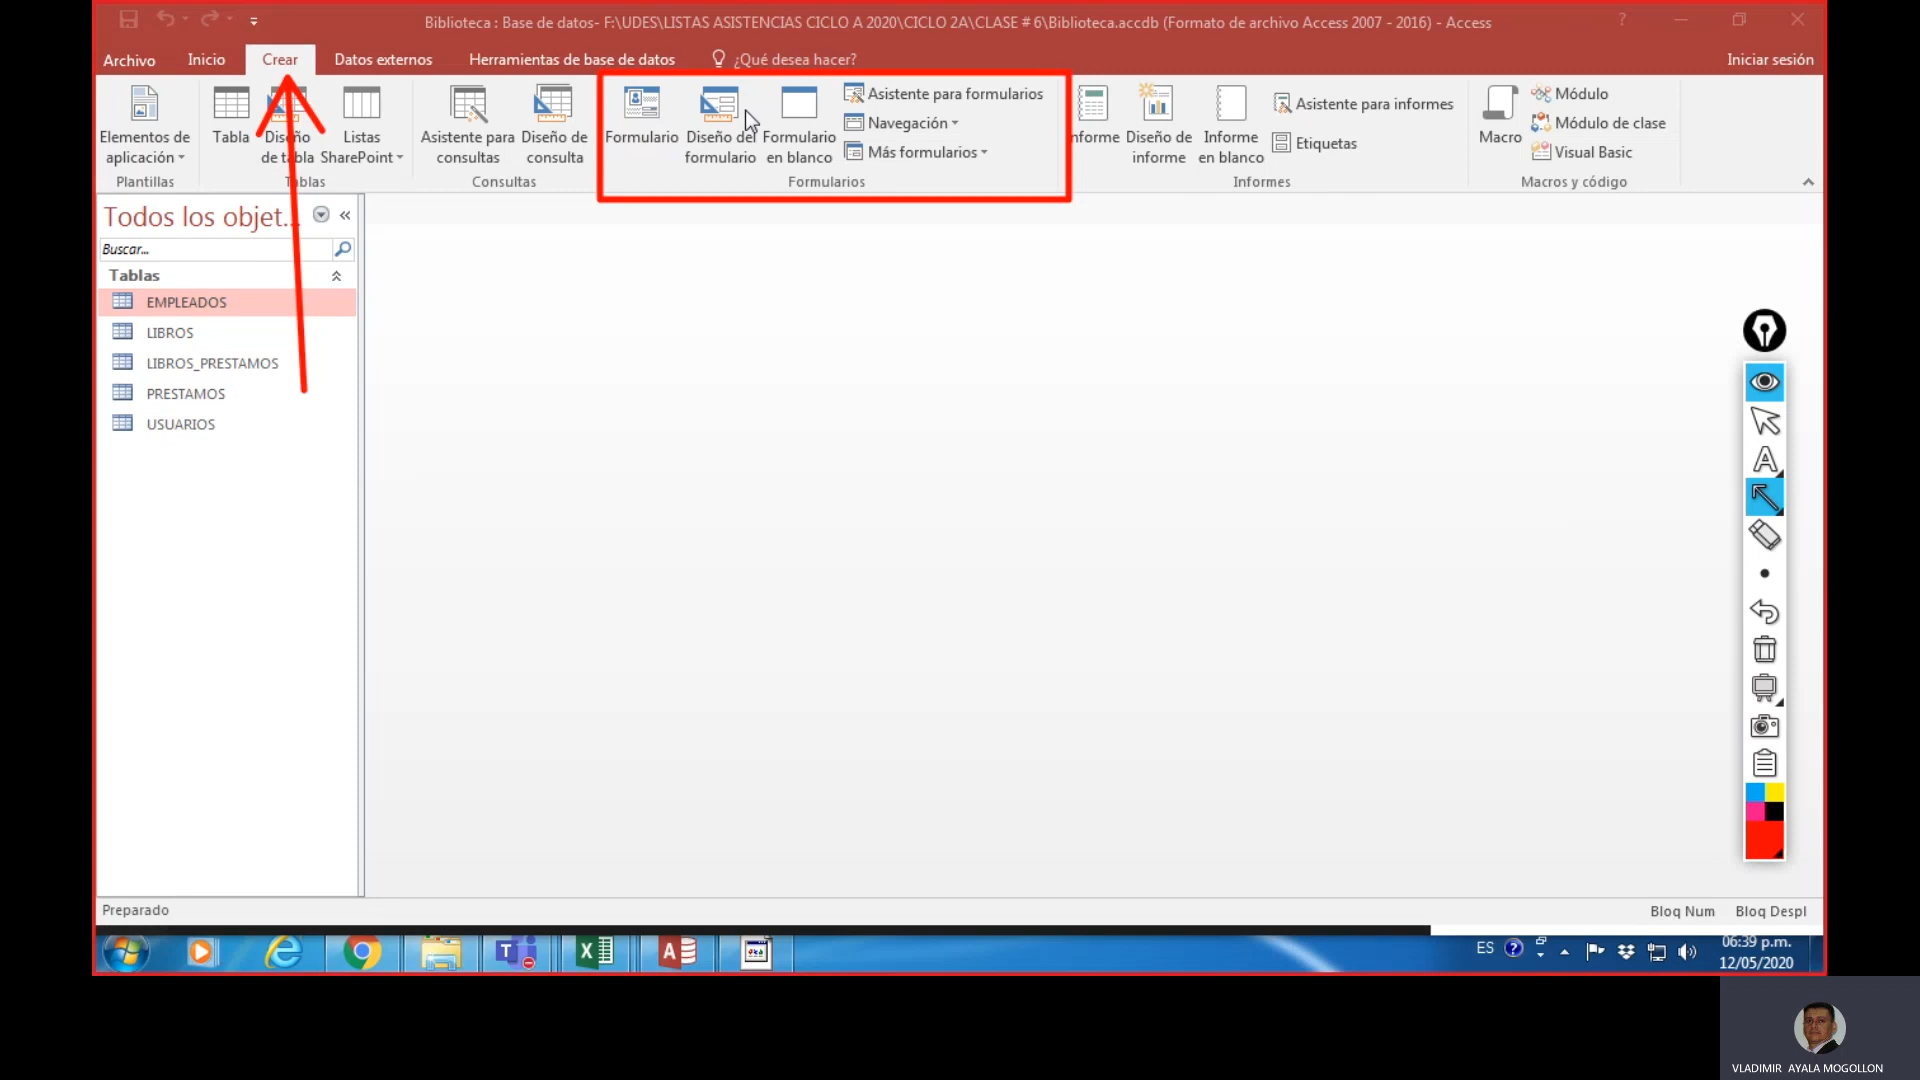 Biblioteca : Base de datos- F:\UDES\LISTAS ASISTENCIAS CICLO A 2020\CICLO 2A\CLASE # 6\Biblioteca.accdb (Formato de archivo Access 2007 - 2016) - Access
?
Archivo Inicio Crear Datos externos Herramientas de base de datos ¿Qué desea hacer? Iniciar sesión
Elementos de
aplicación
Plantillas
Tabla
Diseño
de tabla
Listas
SharePoint
Tablas
Asistente para
consultas
Diseño de
consulta
Consultas
Formulario
Diseño del
formulario
Formulario
en blanco
Asistente para formularios
Navegación
Más formularios
Formularios
nforme
Diseño de
informe
Informe
en blanco
Asistente para informes
Etiquetas
Informes
Macro
Módulo
Módulo de clase
Visual Basic
Macros y código
Todos los objet...
Buscar...
Tablas
EMPLEADOS
LIBROS
LIBROS_PRESTAMOS
PRESTAMOS
USUARIOS
Preparado
Bloq Num Bloq Despl
ES
06:39 p.m.
12/05/2020
VLADIMIR AYALA MOGOLLON